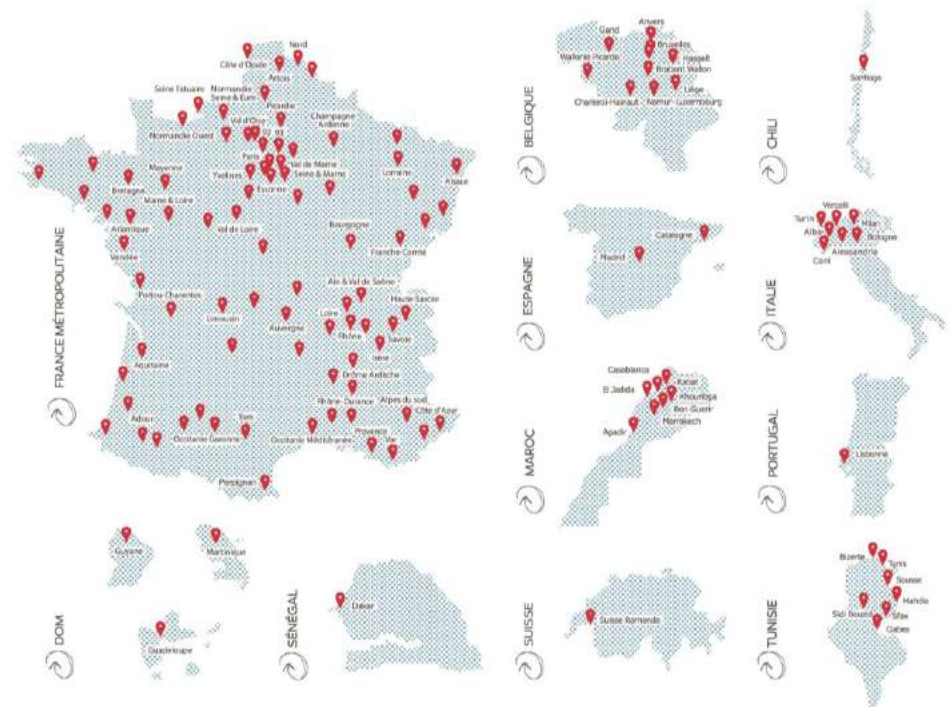 FRANCE MÉTROPOLITAINE
Nord
Côte d'Opale
Artois
Picardie
Seine Estuaire
Normandie
Seine & Eure
Normandie Ouest
Val d'Oise
92
93
Champagne
Ardenne
Paris
Val de Marne
Yvelines
Seine & Marne
Essonne
Lorraine
Alsace
Bretagne
Mayenne
Maine & Loire
Atlantique
Val de Loire
Bourgogne
Franche-Comté
Vendée
Poitou-Charentes
Limousin
Auvergne
Ain & Val de Saône
Haute Savoie
Loire
Rhône
Savoie
Isère
Aquitaine
Drôme Ardèche
Rhône-Durance
Alpes du sud
Côte d'Azur
Adour
Tarn
Occitanie Garonne
Occitanie Méditerranée
Provence
Var
Perpignan
BELGIQUE
Anvers
Gand
Bruxelles
Wallonie Picarde
Hasselt
Brabant Wallon
Liège
Charleroi-Hainaut
Namur-Luxembourg
CHILI
Santiago
ESPAGNE
Catalogne
Madrid
ITALIE
Vercelli
Turin
Milan
Alba
Bologne
Alessandria
Coni
MAROC
Casablanca
Rabat
El Jadida
Khouribga
Ben Guerir
Marrakech
Agadir
PORTUGAL
Lisbonne
DOM
Guyane
Martinique
Guadeloupe
SÉNÉGAL
Dakar
SUISSE
Suisse Romande
TUNISIE
Bizerte
Tunis
Sousse
Mahdia
Sidi Bouzid
Sfax
Gabes